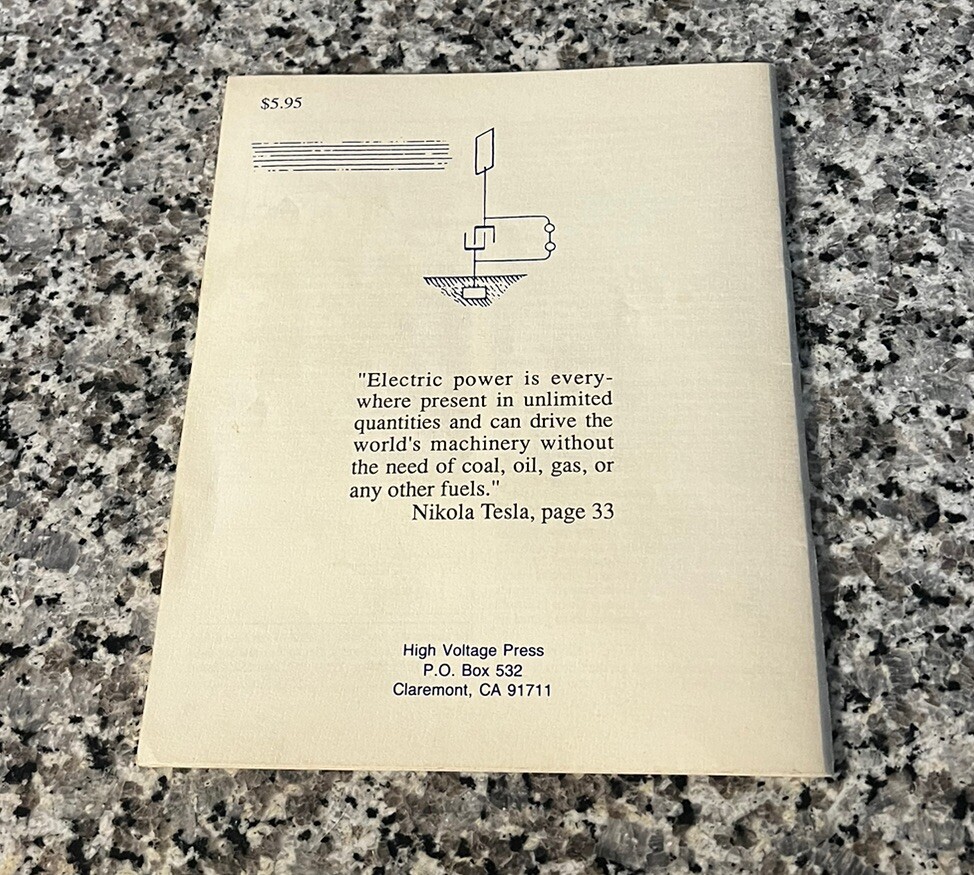 $5.95
"Electric power is every-
where present in unlimited
quantities and can drive the
world's machinery without
the need of coal, oil, gas, or
any other fuels."
Nikola Tesla, page 33
High Voltage Press
P.O. Box 532
Claremont, CA 91711